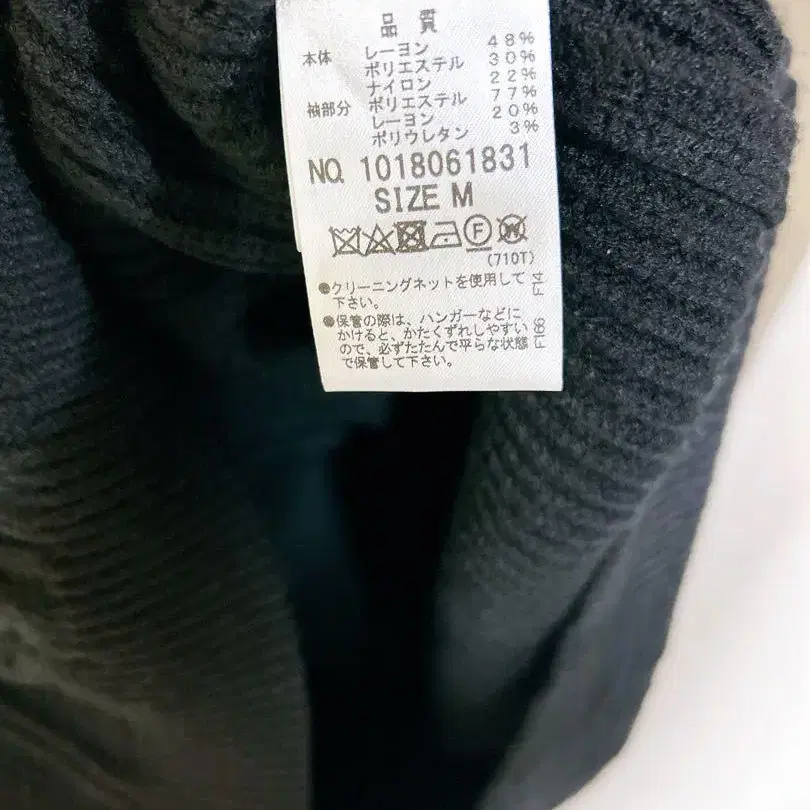 品質
本体 レーヨン 48%
ポリエステル 30%
ナイロン 22%
袖部分 ポリエステル 77%
レーヨン 20%
ポリウレタン 3%
NO. 1018061831
SIZE M
F W
(710T)
●クリーニングネットを使用して
下さい。
F14
●保管の際は、ハンガーなどに
かけると、かたくずれしやすい
ので、必ずたたんで平らな状態
で保管して下さい。
F186